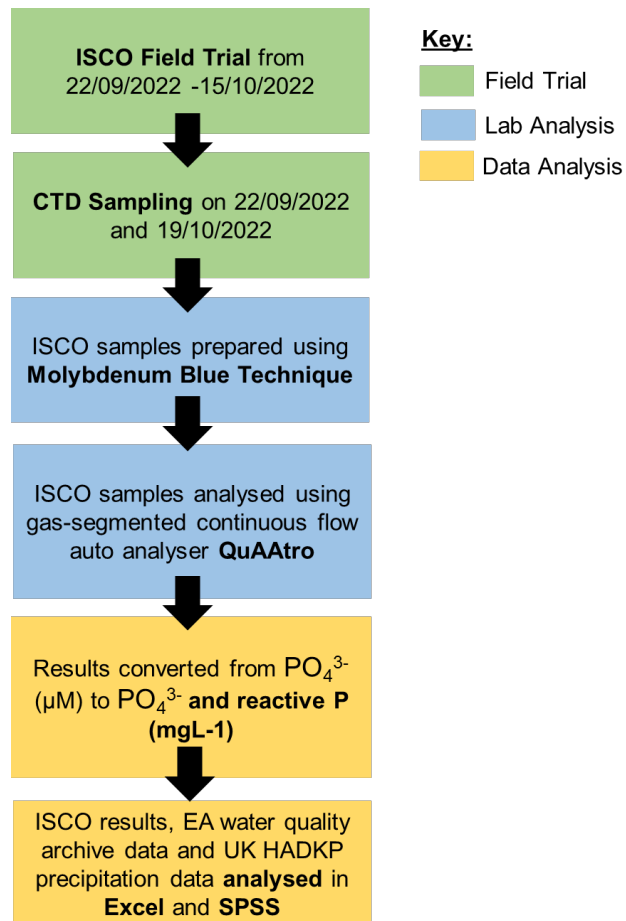 ISCO Field Trial from
22/09/2022 -15/10/2022
CTD Sampling on 22/09/2022
and 19/10/2022
ISCO samples prepared using
Molybdenum Blue Technique
ISCO samples analysed using
gas-segmented continuous flow
auto analyser QuAAtro
Results converted from PO₄³⁻
(µM) to PO₄³⁻ and reactive P
(mgL-1)
ISCO results, EA water quality
archive data and UK HADKP
precipitation data analysed in
Excel and SPSS
Key:
Field Trial
Lab Analysis
Data Analysis